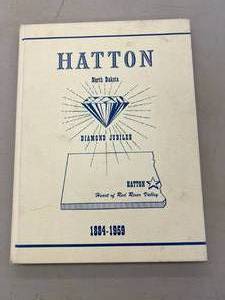 HATTON
North Dakota
DIAMOND JUBILEE
HATTON
Heart of Red River Valley
1884-1959